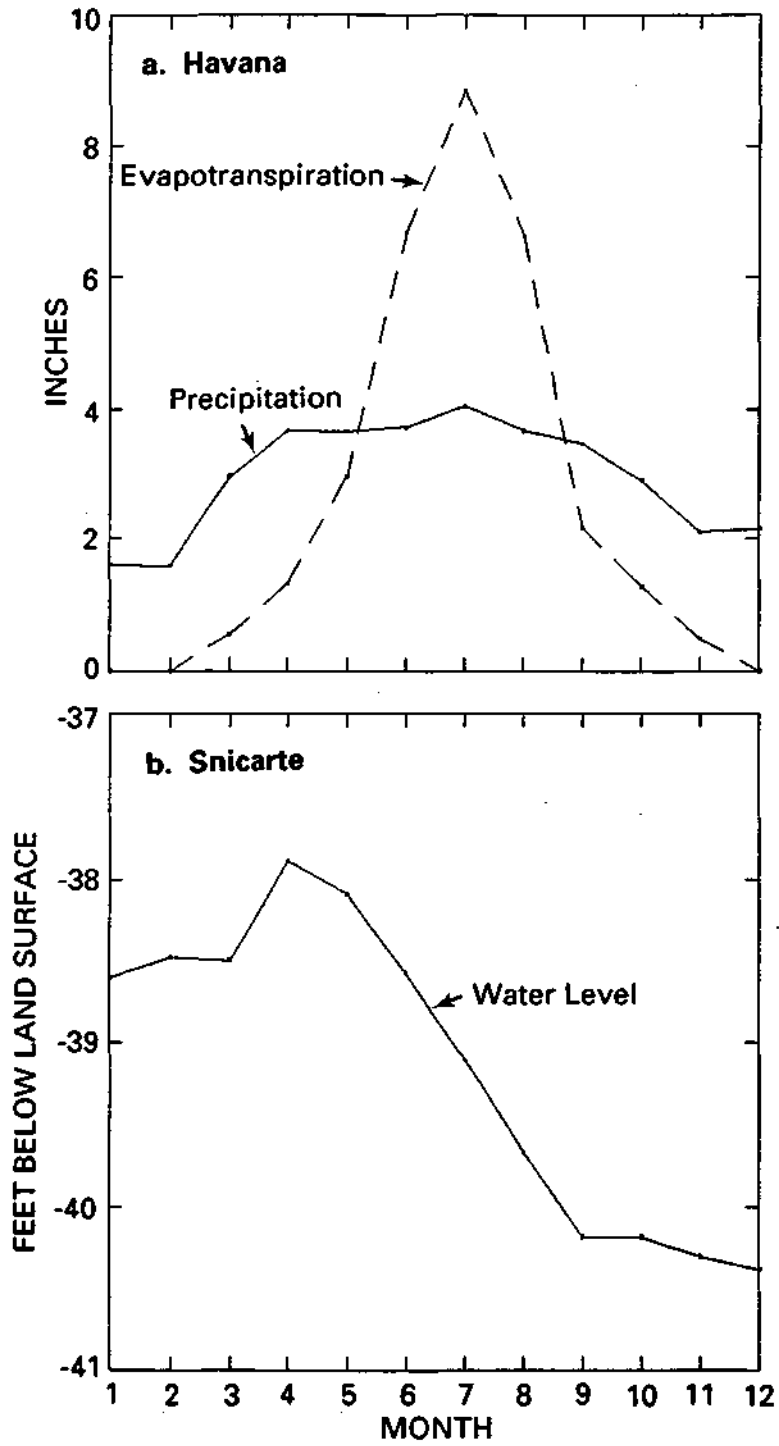 10
a. Havana
8
Evapotranspiration
6
INCHES
Precipitation
4
2
0
-37
b. Snicarte
-38
FEET BELOW LAND SURFACE
Water Level
-39
-40
-41
1 2 3 4 5 6 7 8 9 10 11 12
MONTH